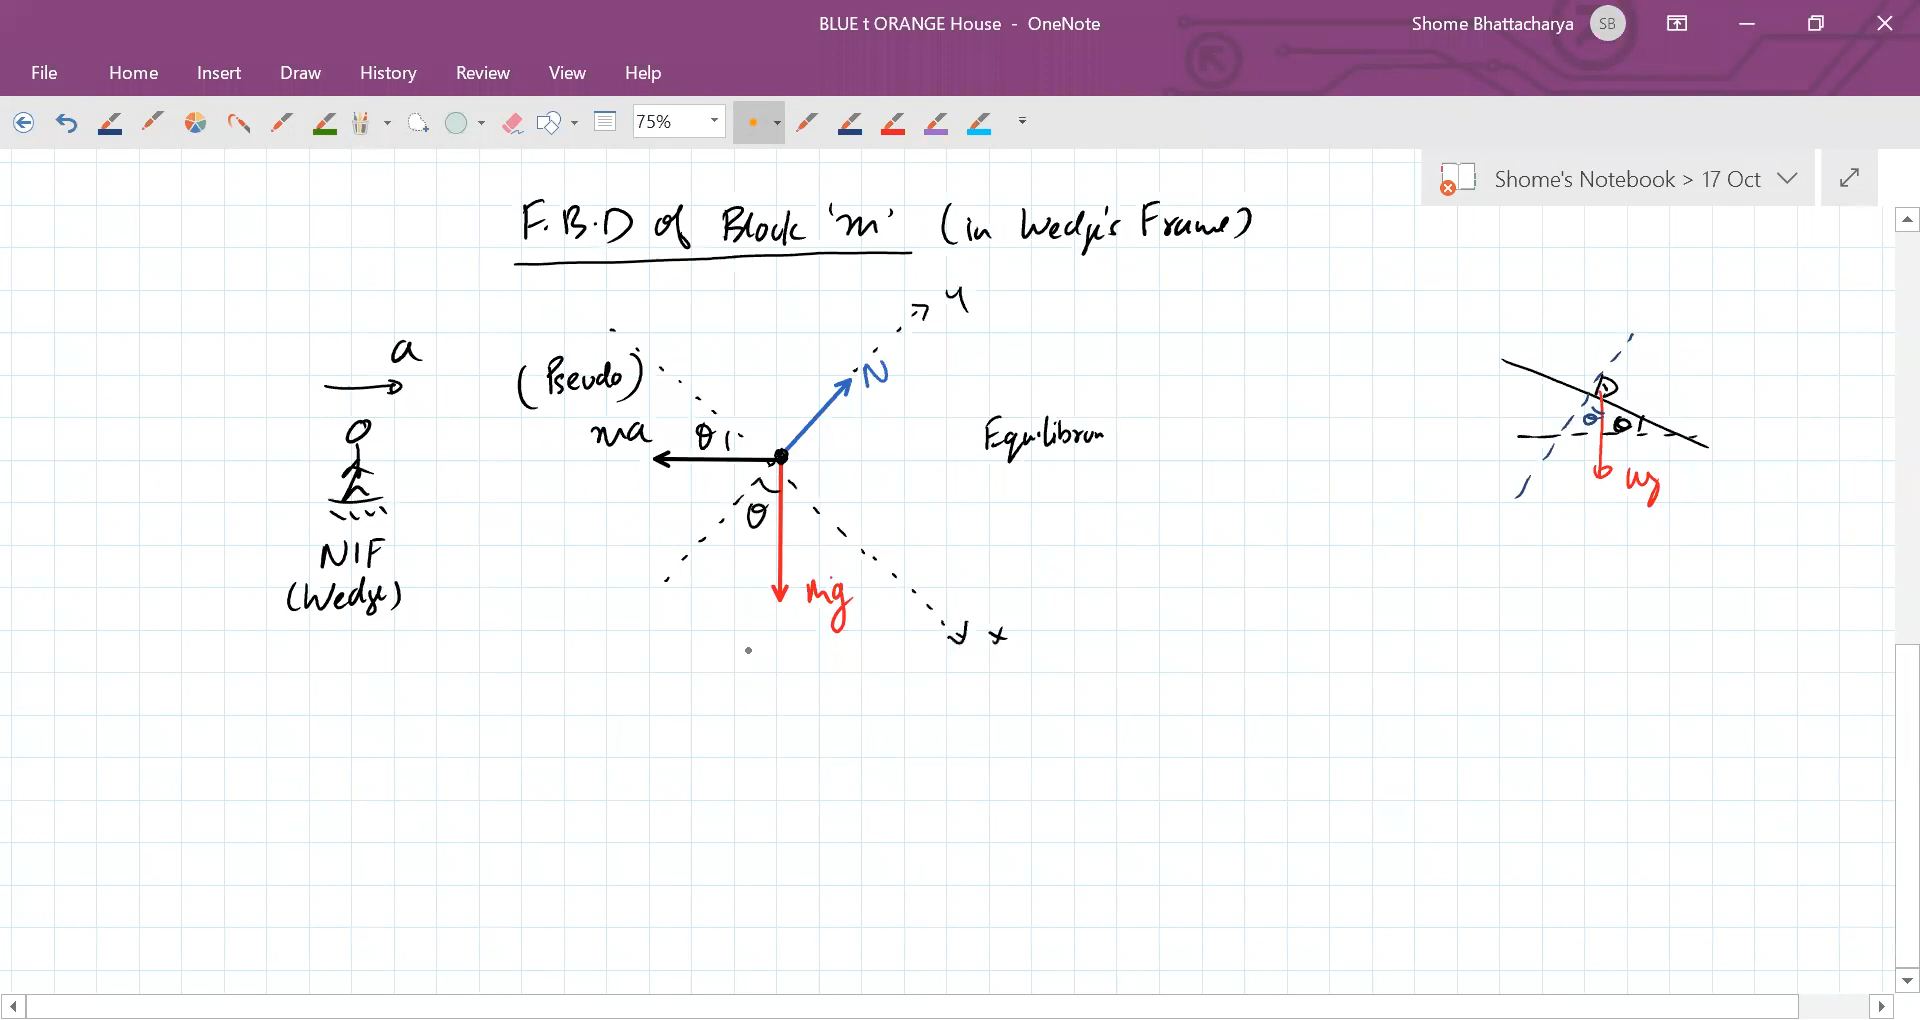 BLUE t ORANGE House - OneNote
Shome Bhattacharya
SB
File
Home
Insert
Draw
History
Review
View
Help
75%
Shome's Notebook > 17 Oct
F.B.D of Block 'm' (in Wedge's Frame)
a
NIF
(Wedge)
(Pseudo)
ma
θ
N
y
Equilibrium
θ
mg
x
θ
θ
mg